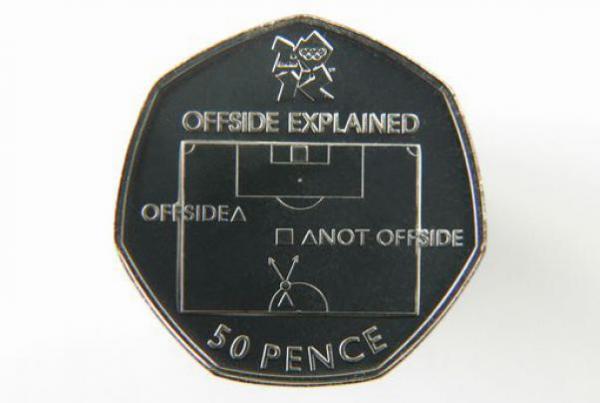 OFFSIDE EXPLAINED
OFFSIDE
NOT OFFSIDE
50 PENCE